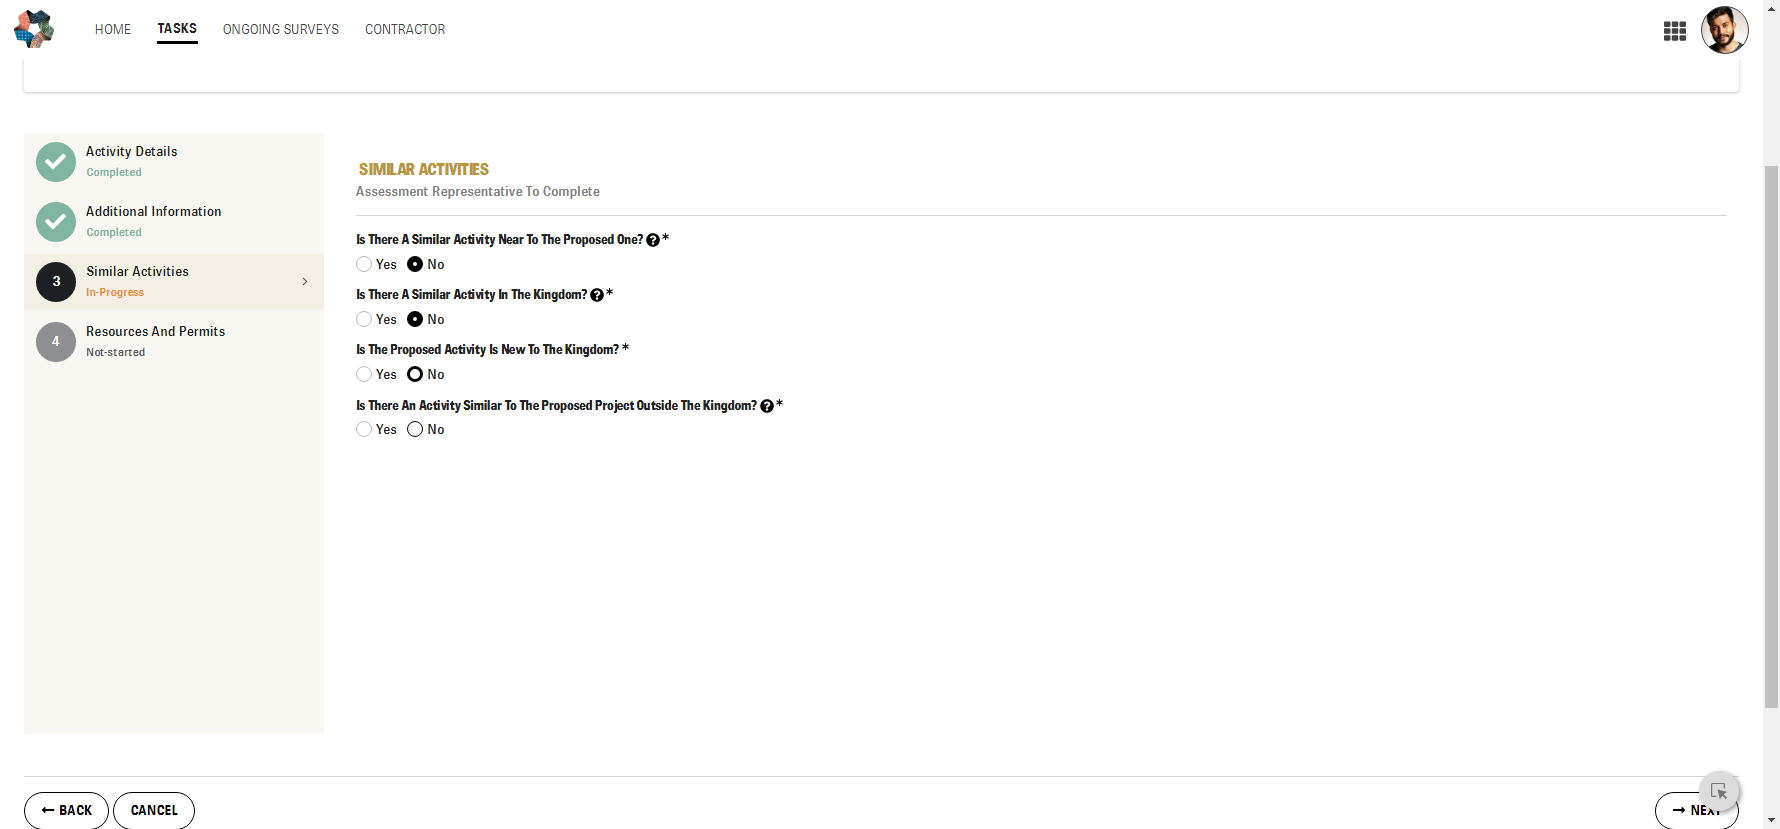 HOME TASKS ONGOING SURVEYS CONTRACTOR
Activity Details
Completed
Additional Information
Completed
3 Similar Activities
In-Progress
4 Resources And Permits
Not-started
SIMILAR ACTIVITIES
Assessment Representative To Complete
Is There A Similar Activity Near To The Proposed One? ? *
Yes No
Is There A Similar Activity In The Kingdom? ? *
Yes No
Is The Proposed Activity Is New To The Kingdom? *
Yes No
Is There An Activity Similar To The Proposed Project Outside The Kingdom? ? *
Yes No
← BACK CANCEL → NEXT